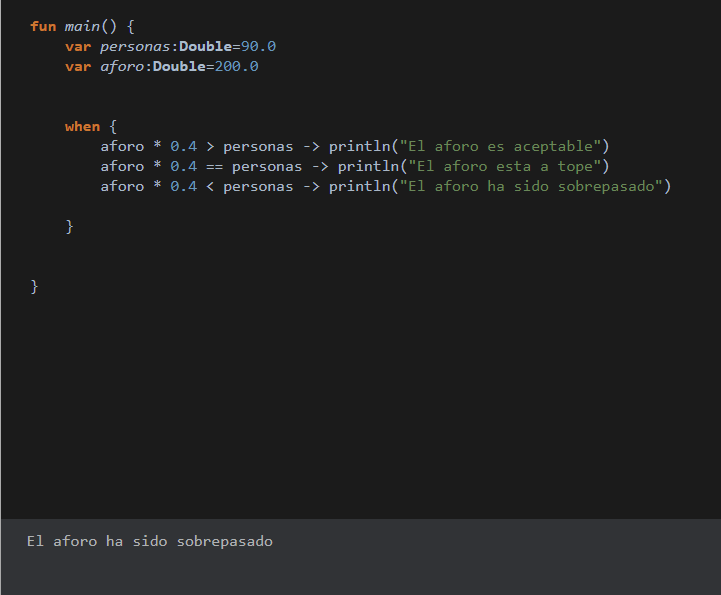 fun main() {
    var personas:Double=90.0
    var aforo:Double=200.0
    when {
        aforo * 0.4 > personas -> println("El aforo es aceptable")
        aforo * 0.4 == personas -> println("El aforo esta a tope")
        aforo * 0.4 < personas -> println("El aforo ha sido sobrepasado")
    }
}
El aforo ha sido sobrepasado